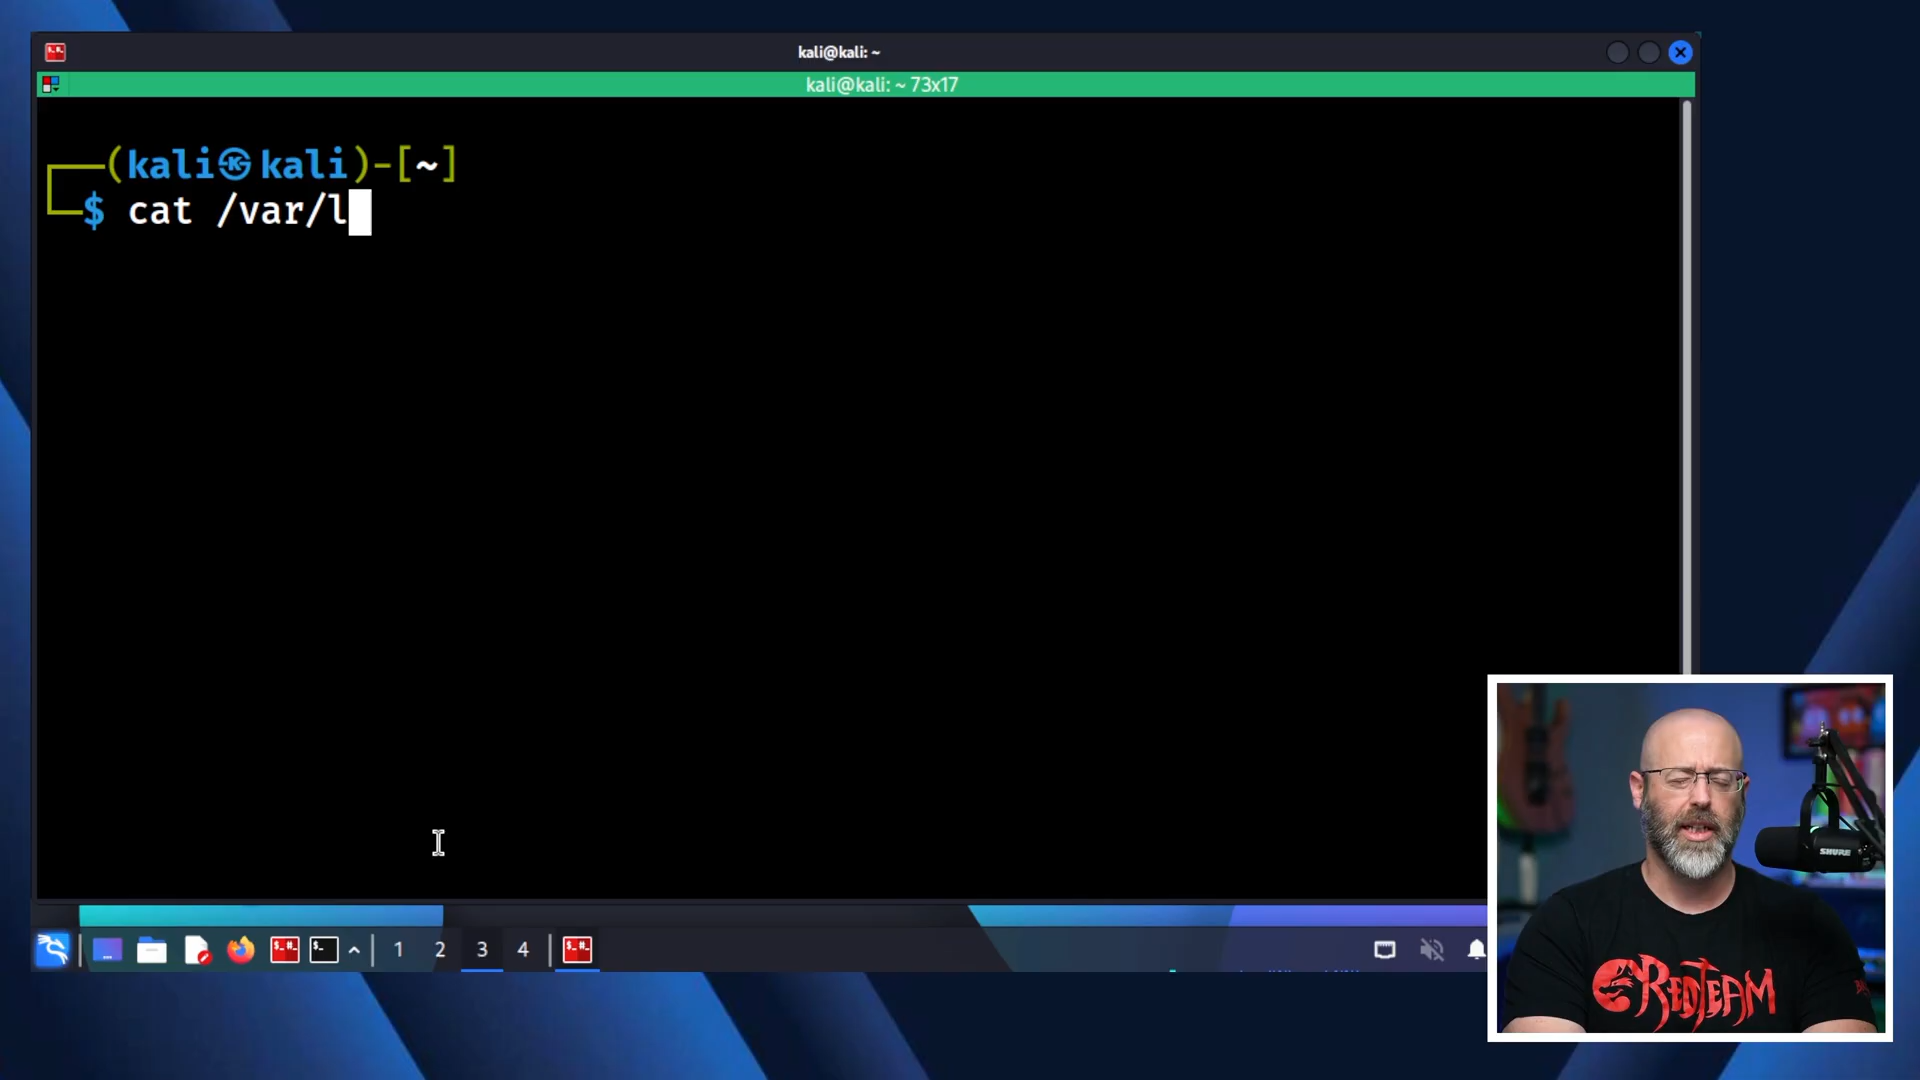 kali@kali: ~
kali@kali: ~ 73x17
(kali㉿kali)-[~]
$ cat /var/l
1 2 3 4
SHURE
REDTEAM